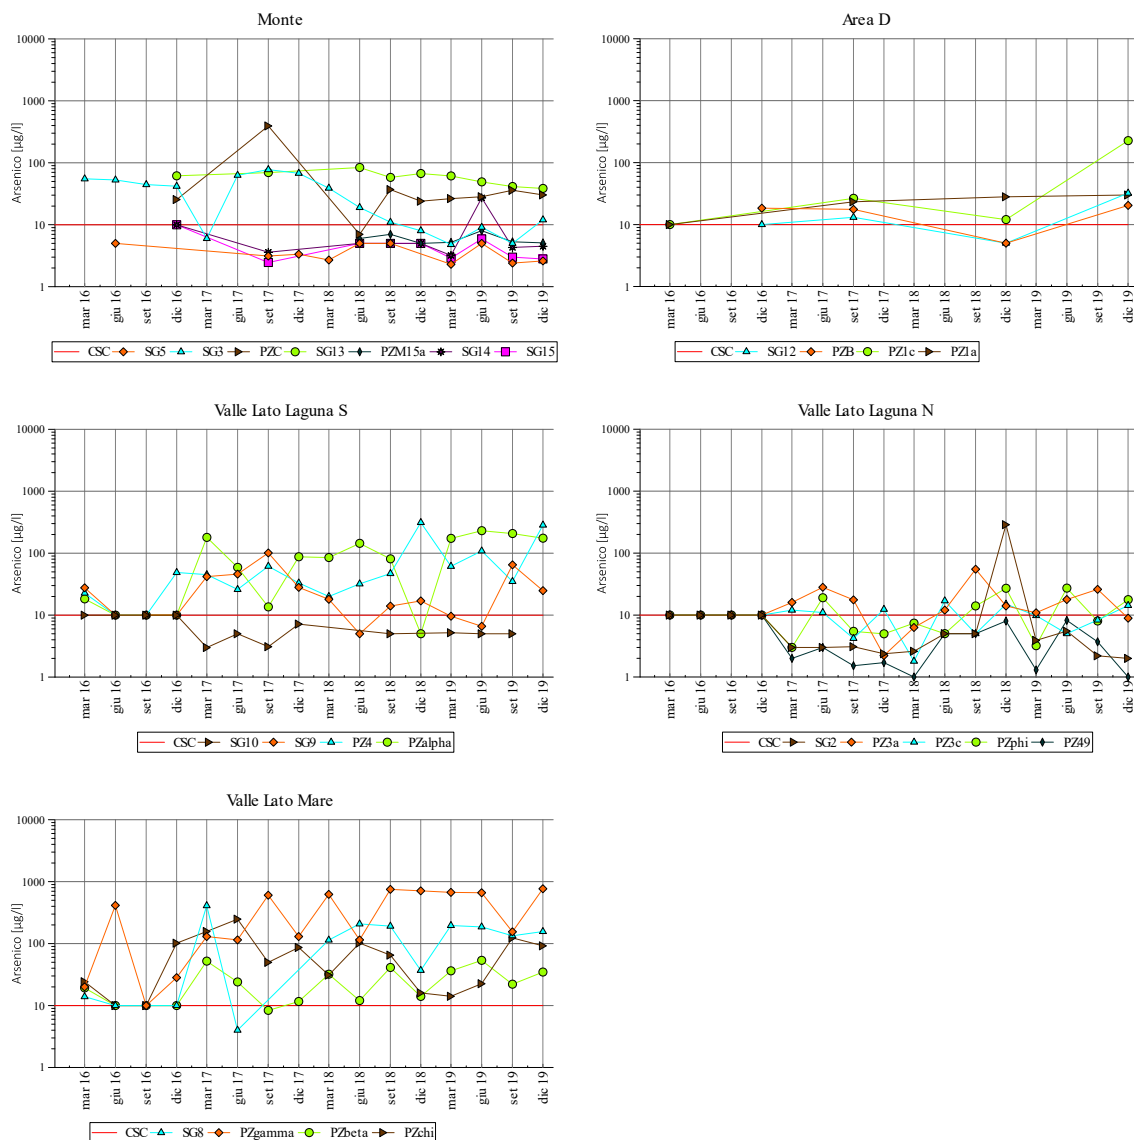 Monte
Arsenico [µg/l]
10000
1000
100
10
1
mar 16
giu 16
set 16
dic 16
mar 17
giu 17
set 17
dic 17
mar 18
giu 18
set 18
dic 18
mar 19
giu 19
set 19
dic 19
CSC SG5 SG3 PZC SG13 PZM15a SG14 SG15
Area D
Arsenico [µg/l]
10000
1000
100
10
1
mar 16
giu 16
set 16
dic 16
mar 17
giu 17
set 17
dic 17
mar 18
giu 18
set 18
dic 18
mar 19
giu 19
set 19
dic 19
CSC SG12 PZB PZ1c PZ1a
Valle Lato Laguna S
Arsenico [µg/l]
10000
1000
100
10
1
mar 16
giu 16
set 16
dic 16
mar 17
giu 17
set 17
dic 17
mar 18
giu 18
set 18
dic 18
mar 19
giu 19
set 19
dic 19
CSC SG10 SG9 PZ4 PZalpha
Valle Lato Laguna N
Arsenico [µg/l]
10000
1000
100
10
1
mar 16
giu 16
set 16
dic 16
mar 17
giu 17
set 17
dic 17
mar 18
giu 18
set 18
dic 18
mar 19
giu 19
set 19
dic 19
CSC SG2 PZ3a PZ3c PZphi PZ49
Valle Lato Mare
Arsenico [µg/l]
10000
1000
100
10
1
mar 16
giu 16
set 16
dic 16
mar 17
giu 17
set 17
dic 17
mar 18
giu 18
set 18
dic 18
mar 19
giu 19
set 19
dic 19
CSC SG8 PZgamma PZbeta PZchi